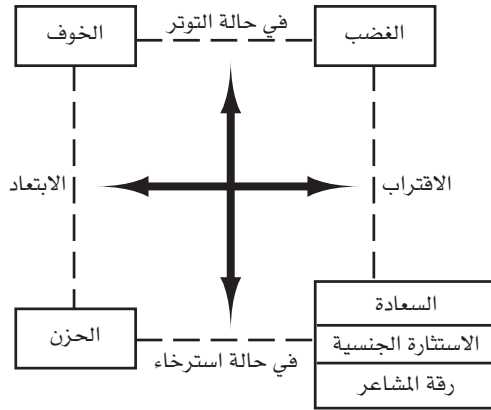 الغضب
في حالة التوتر
الخوف
الاقتراب
الابتعاد
السعادة
الاستثارة الجنسية
رقة المشاعر
في حالة استرخاء
الحزن